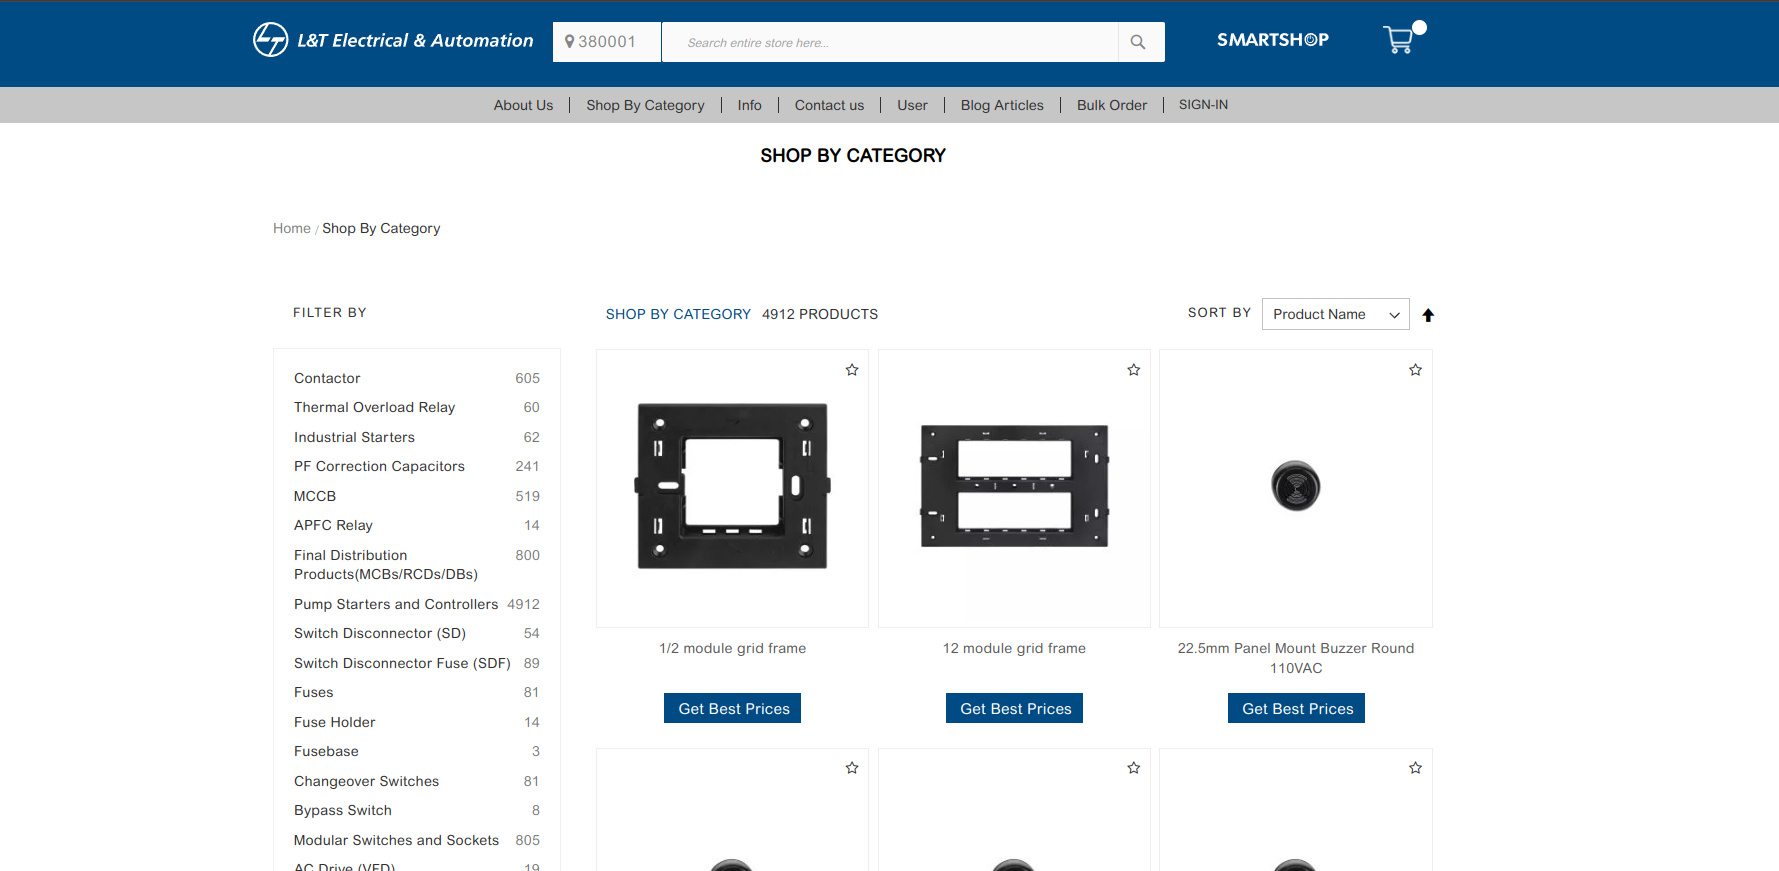 L&T Electrical & Automation
380001
Search entire store here...
SMARTSHOP
About Us
Shop By Category
Info
Contact us
User
Blog Articles
Bulk Order
SIGN-IN
SHOP BY CATEGORY
Home / Shop By Category
FILTER BY
SHOP BY CATEGORY 4912 PRODUCTS
SORT BY Product Name
Contactor 605
Thermal Overload Relay 60
Industrial Starters 62
PF Correction Capacitors 241
MCCB 519
APFC Relay 14
Final Distribution 800
Products(MCBs/RCDs/DBs)
Pump Starters and Controllers 4912
Switch Disconnector (SD) 54
Switch Disconnector Fuse (SDF) 89
Fuses 81
Fuse Holder 14
Fusebase 3
Changeover Switches 81
Bypass Switch 8
Modular Switches and Sockets 805
AC Drive (VFD) 19
1/2 module grid frame
Get Best Prices
12 module grid frame
Get Best Prices
22.5mm Panel Mount Buzzer Round
110VAC
Get Best Prices